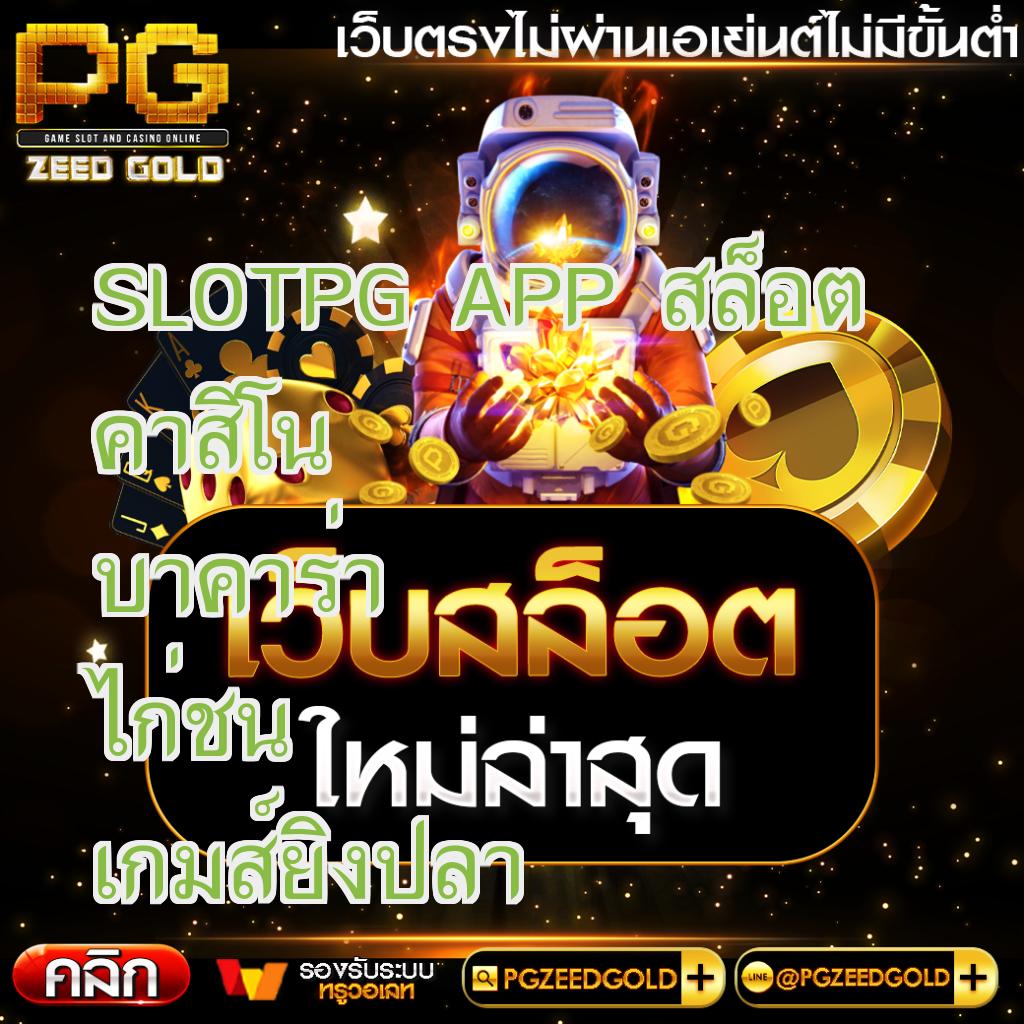 เว็บตรงไม่ผ่านเอเย่นต์ไม่มีขั้นต่ำ
PG
GAME SLOT AND CASINO ONLINE
ZEED GOLD
SLOTPG APP สล็อต
คาสิโน
บาคาร่า
เว็บสล็อต
ไก่ชน
ใหม่ล่าสุด
เกมส์ยิงปลา
คลิก
รองรับระบบ
ทรูวอเลท
PGZEEDGOLD +
LINE @PGZEEDGOLD +